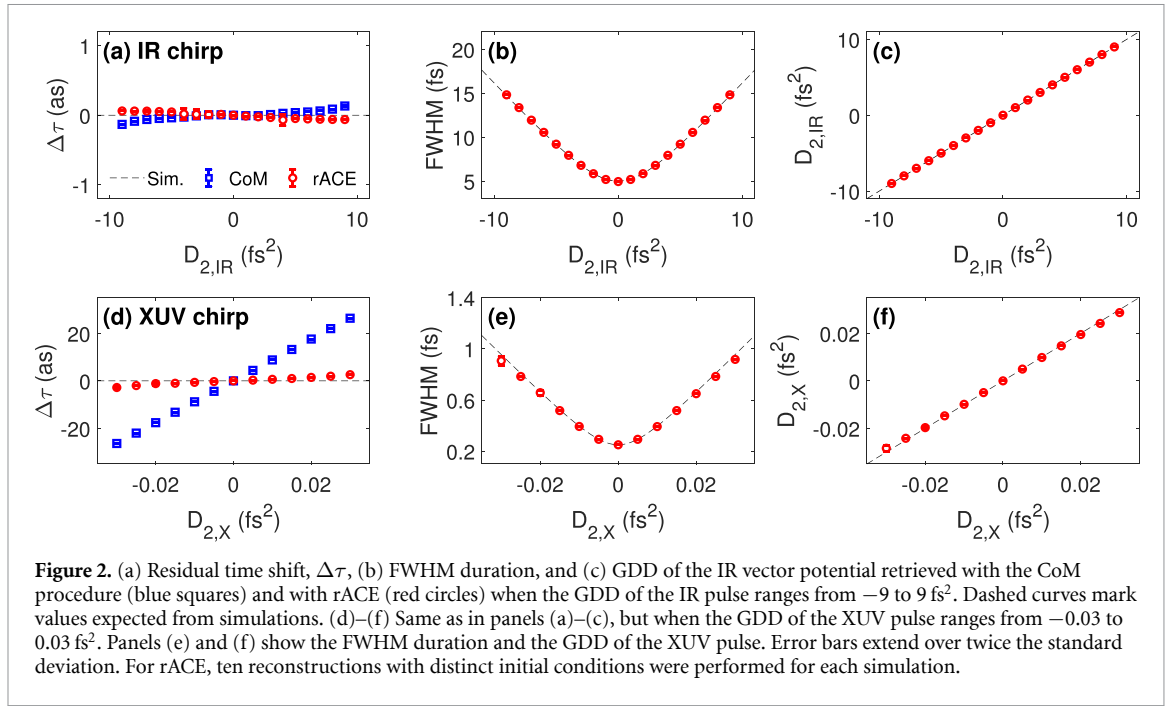 (a) IR chirp
1
0
-1
Δτ (as)
Sim. CoM rACE
-10 0 10
D2,IR (fs2)
(b)
20
15
10
5
FWHM (fs)
-10 0 10
D2,IR (fs2)
(c)
10
0
-10
D2,IR (fs2)
-10 0 10
D2,IR (fs2)
(d) XUV chirp
20
0
-20
Δτ (as)
-0.02 0 0.02
D2,X (fs2)
(e)
1.4
1
0.6
0.2
FWHM (fs)
-0.02 0 0.02
D2,X (fs2)
(f)
0.02
0
-0.02
D2,X (fs2)
-0.02 0 0.02
D2,X (fs2)
Figure 2. (a) Residual time shift, Δτ, (b) FWHM duration, and (c) GDD of the IR vector potential retrieved with the CoM
procedure (blue squares) and with rACE (red circles) when the GDD of the IR pulse ranges from −9 to 9 fs2. Dashed curves mark
values expected from simulations. (d)–(f) Same as in panels (a)–(c), but when the GDD of the XUV pulse ranges from −0.03 to
0.03 fs2. Panels (e) and (f) show the FWHM duration and the GDD of the XUV pulse. Error bars extend over twice the standard
deviation. For rACE, ten reconstructions with distinct initial conditions were performed for each simulation.